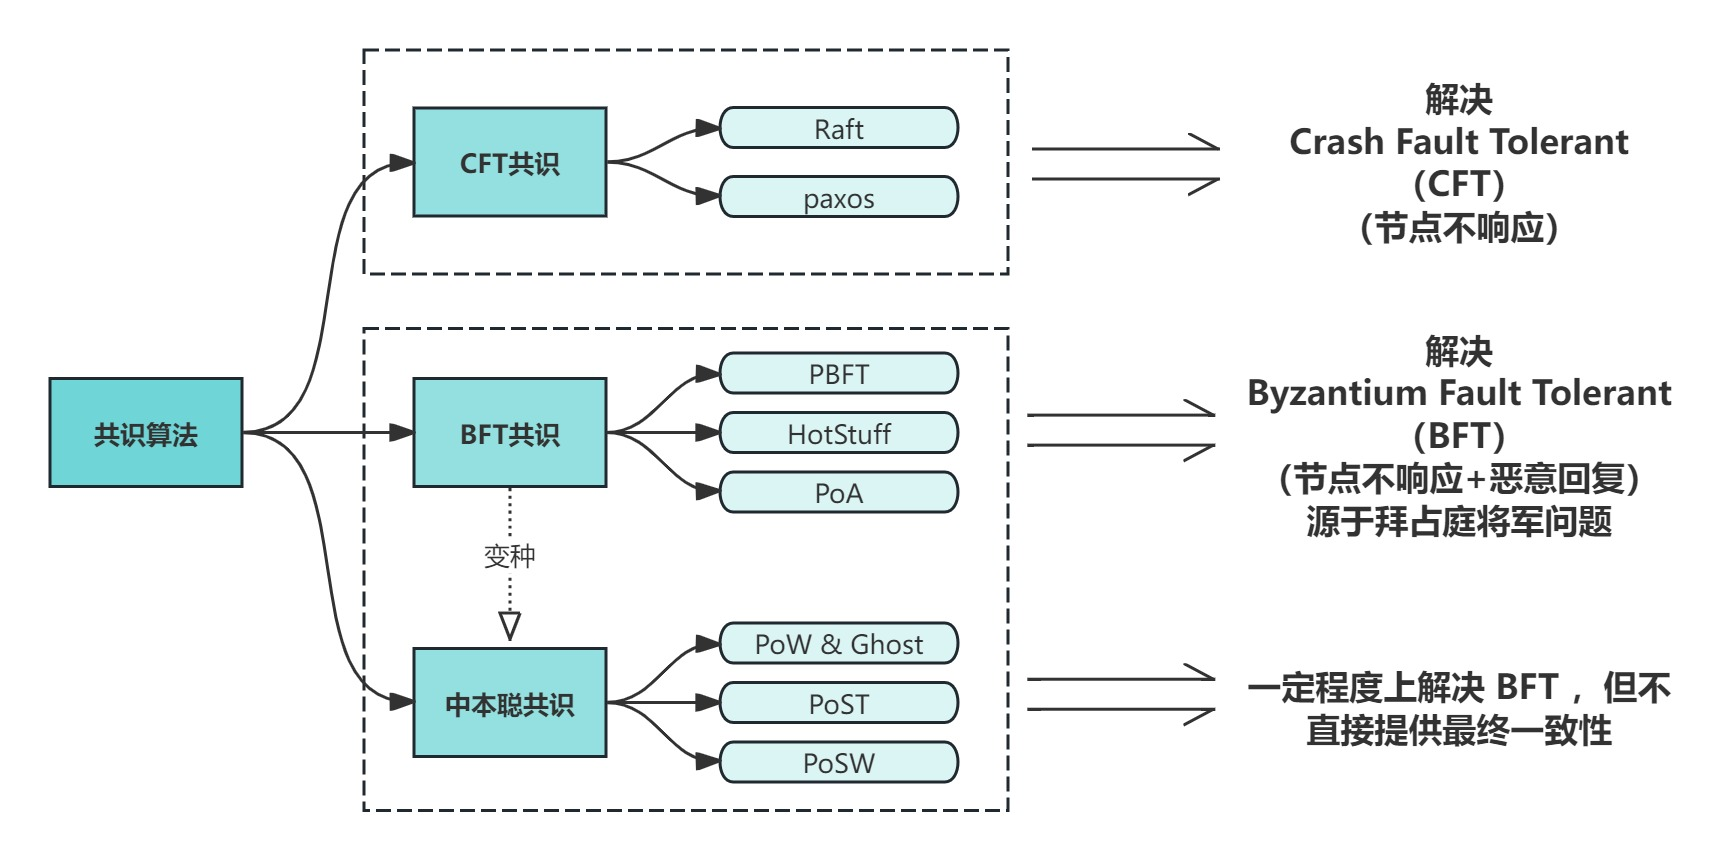 共识算法
CFT共识
Raft
paxos
解决
Crash Fault Tolerant
（CFT）
（节点不响应）
BFT共识
PBFT
HotStuff
PoA
解决
Byzantium Fault Tolerant
（BFT）
（节点不响应+恶意回复）
源于拜占庭将军问题
变种
中本聪共识
PoW & Ghost
PoST
PoSW
一定程度上解决 BFT ，但不
直接提供最终一致性